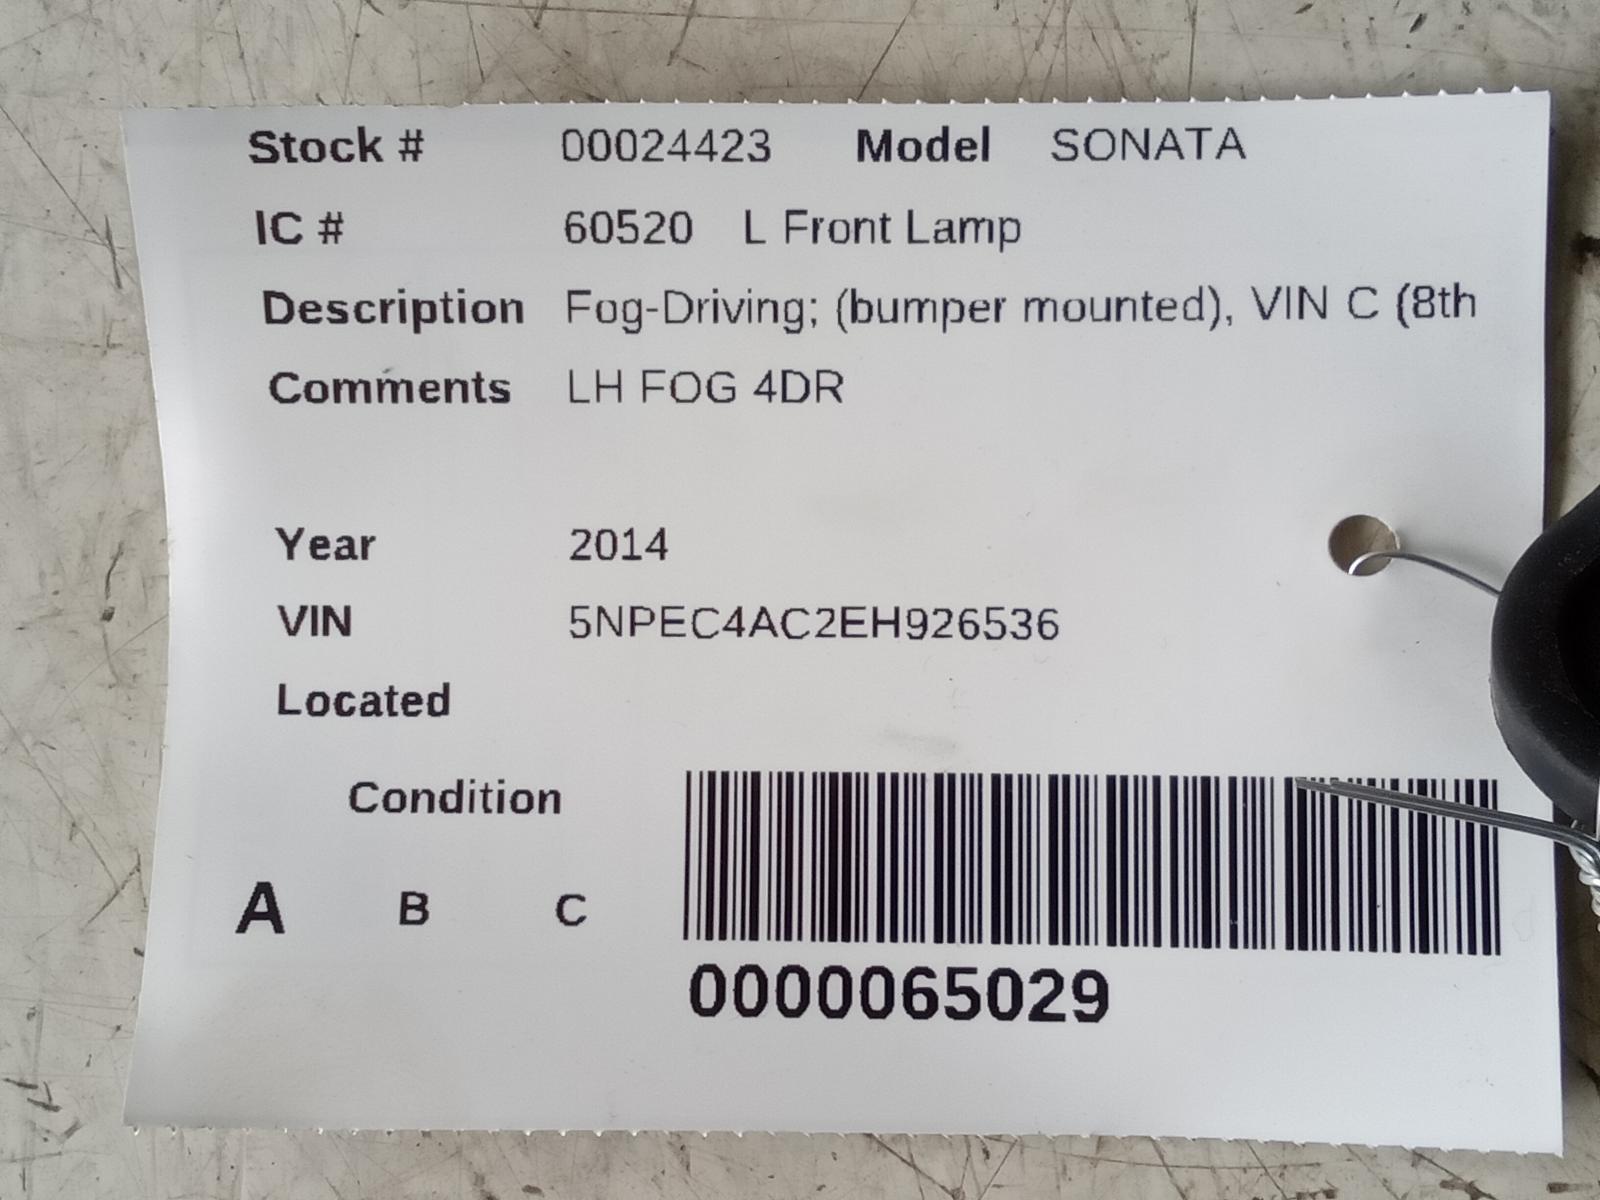 Stock # 00024423 Model SONATA
IC # 60520 L Front Lamp
Description Fog-Driving; (bumper mounted), VIN C (8th
Comments LH FOG 4DR
Year 2014
VIN 5NPEC4AC2EH926536
Located
Condition
A B C
0000065029